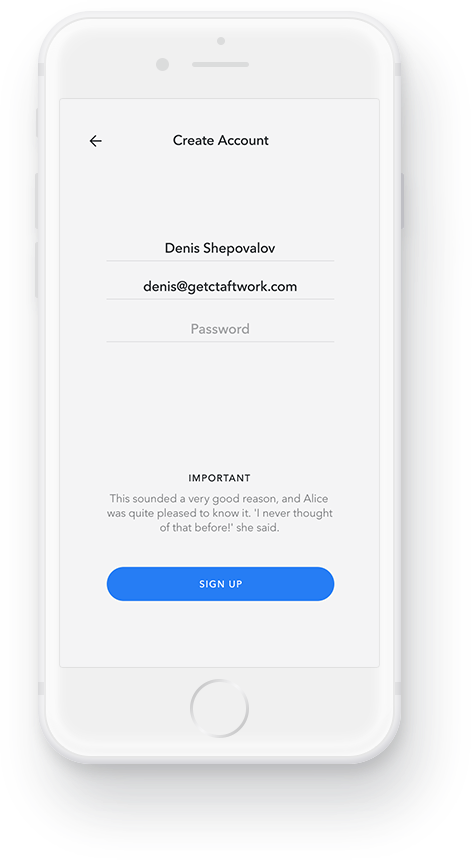 Create Account
Denis Shepovalov
denis@getctaftwork.com
Password
IMPORTANT
This sounded a very good reason, and Alice
was quite pleased to know it. 'I never thought
of that before!' she said.
SIGN UP